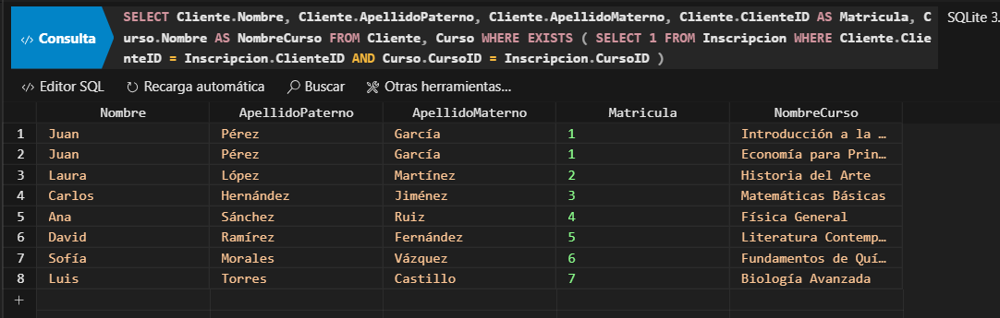 SELECT Cliente.Nombre, Cliente.ApellidoPaterno, Cliente.ApellidoMaterno, Cliente.ClienteID AS Matricula, C
urso.Nombre AS NombreCurso FROM Cliente, Curso WHERE EXISTS ( SELECT 1 FROM Inscripcion WHERE Cliente.Clie
nteID = Inscripcion.ClienteID AND Curso.CursoID = Inscripcion.CursoID )
SQLite 3.
</> Consulta
</> Editor SQL Recarga automática Buscar Otras herramientas...
Nombre ApellidoPaterno ApellidoMaterno Matricula NombreCurso
1 Juan Pérez García 1 Introducción a la …
2 Juan Pérez García 1 Economía para Prin…
3 Laura López Martínez 2 Historia del Arte
4 Carlos Hernández Jiménez 3 Matemáticas Básicas
5 Ana Sánchez Ruiz 4 Física General
6 David Ramírez Fernández 5 Literatura Contemp…
7 Sofía Morales Vázquez 6 Fundamentos de Quí…
8 Luis Torres Castillo 7 Biología Avanzada
+